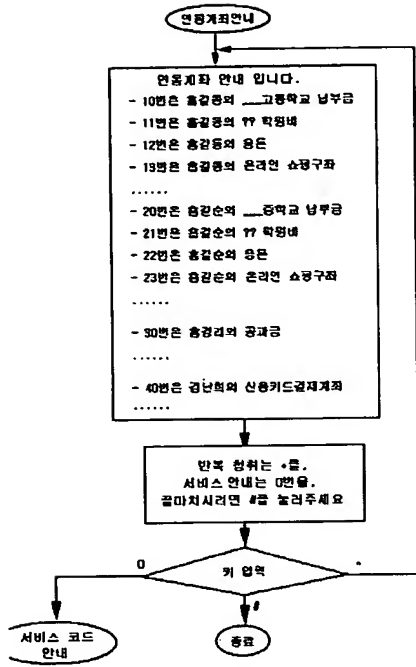 연동계좌안내
연동계좌 안내 입니다.
- 10번은 홍길동의 ___고등학교 납부금
- 11번은 홍길동의 ?? 학원비
- 12번은 홍길동의 용돈
- 13번은 홍길동의 온라인 쇼핑구좌
......
- 20번은 홍길순의 ___중학교 납부금
- 21번은 홍길순의 ?? 학원비
- 22번은 홍길순의 용돈
- 23번은 홍길순의 온라인 쇼핑구좌
......
- 30번은 홍경리의 공과금
......
- 40번은 김난희의 신용카드결제계좌
......
반복 청취는 *를,
서비스 안내는 0번을,
끝마치시려면 #를 눌러주세요
0
키 입력
*
#
서비스 코드
안내
종료